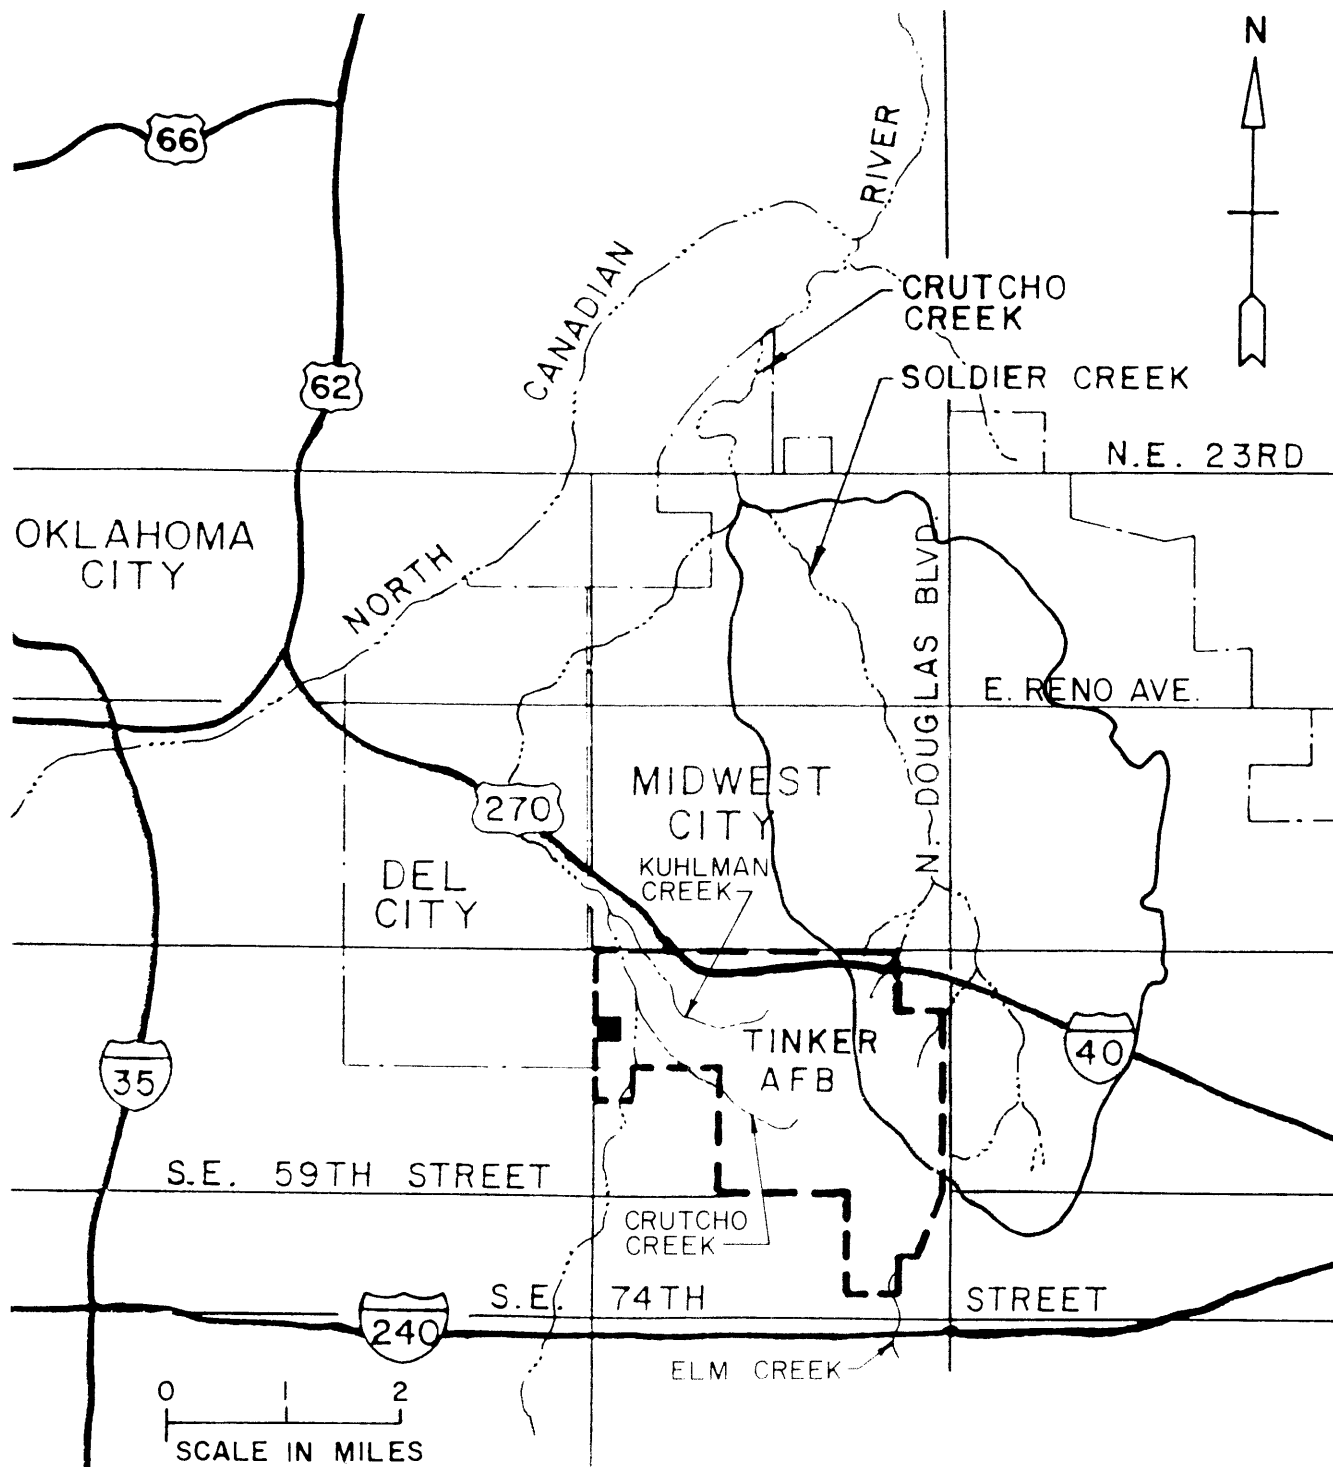 N
66
RIVER
CANADIAN
CRUTCHO
CREEK
62
SOLDIER CREEK
N.E. 23RD
OKLAHOMA
CITY
NORTH
N. DOUGLAS BLVD.
E. RENO AVE.
MIDWEST
CITY
270
KUHLMAN
CREEK
DEL
CITY
TINKER
AFB
40
35
S.E. 59TH STREET
CRUTCHO
CREEK
S.E. 74TH STREET
240
ELM CREEK
0 1 2
SCALE IN MILES